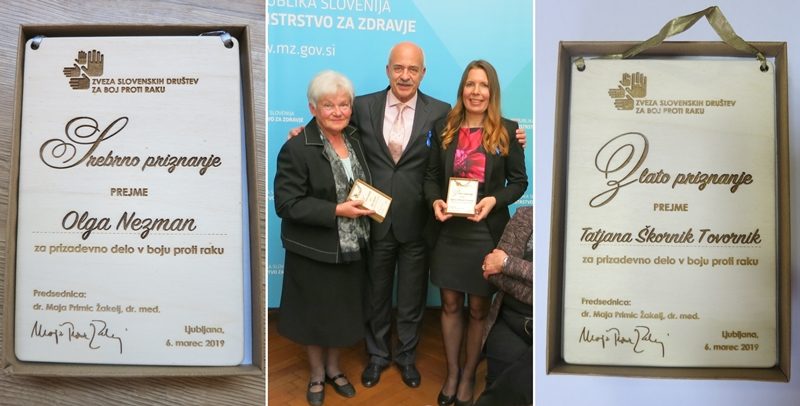 ZVEZA SLOVENSKIH DRUŠTEV
ZA BOJ PROTI RAKU
Srebrno priznanje
PREJME
Olga Nezman
za prizadevno delo v boju proti raku
Predsednica:
dr. Maja Primic Žakelj, dr. med.
Ljubljana,
6. marec 2019
PUBLIKA SLOVENIJA
NISTRSTVO ZA ZDRAVJE
w.mz.gov.si
ZVEZA SLOVENSKIH DRUŠTEV
ZA BOJ PROTI RAKU
Zlato priznanje
PREJME
Tatjana Škornik Tovornik
za prizadevno delo v boju proti raku
Predsednica:
dr. Maja Primic Žakelj, dr. med.
Ljubljana,
6. marec 2019